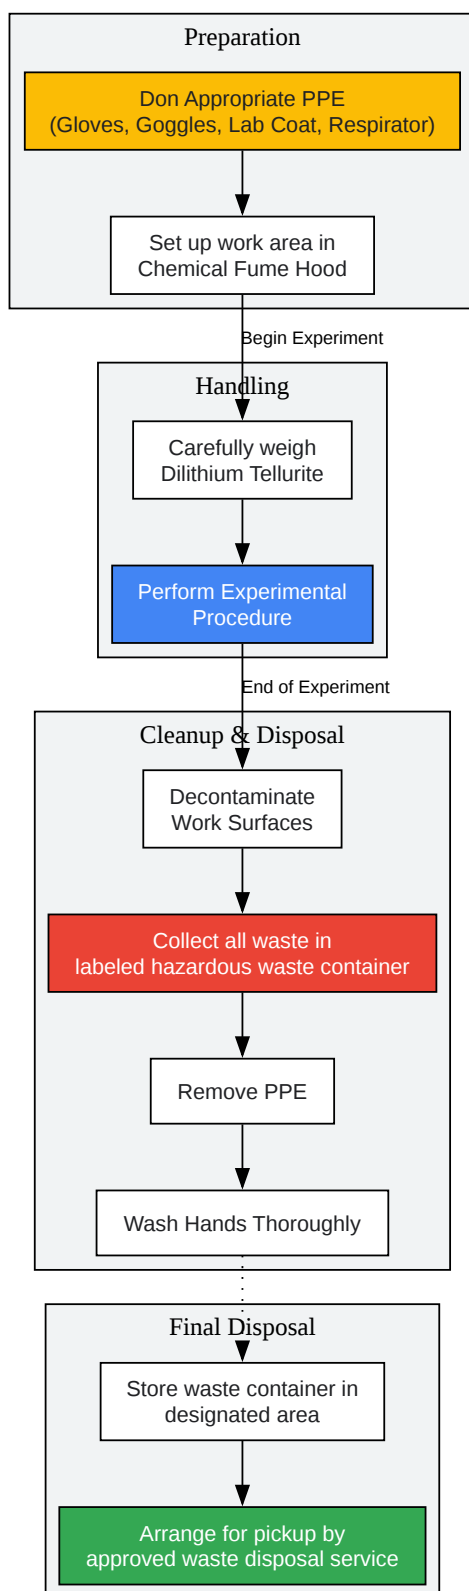 Preparation
Don Appropriate PPE
(Gloves, Goggles, Lab Coat, Respirator)
Set up work area in
Chemical Fume Hood
Begin Experiment
Handling
Carefully weigh
Dilithium Tellurite
Perform Experimental
Procedure
End of Experiment
Cleanup & Disposal
Decontaminate
Work Surfaces
Collect all waste in
labeled hazardous waste container
Remove PPE
Wash Hands Thoroughly
Final Disposal
Store waste container in
designated area
Arrange for pickup by
approved waste disposal service